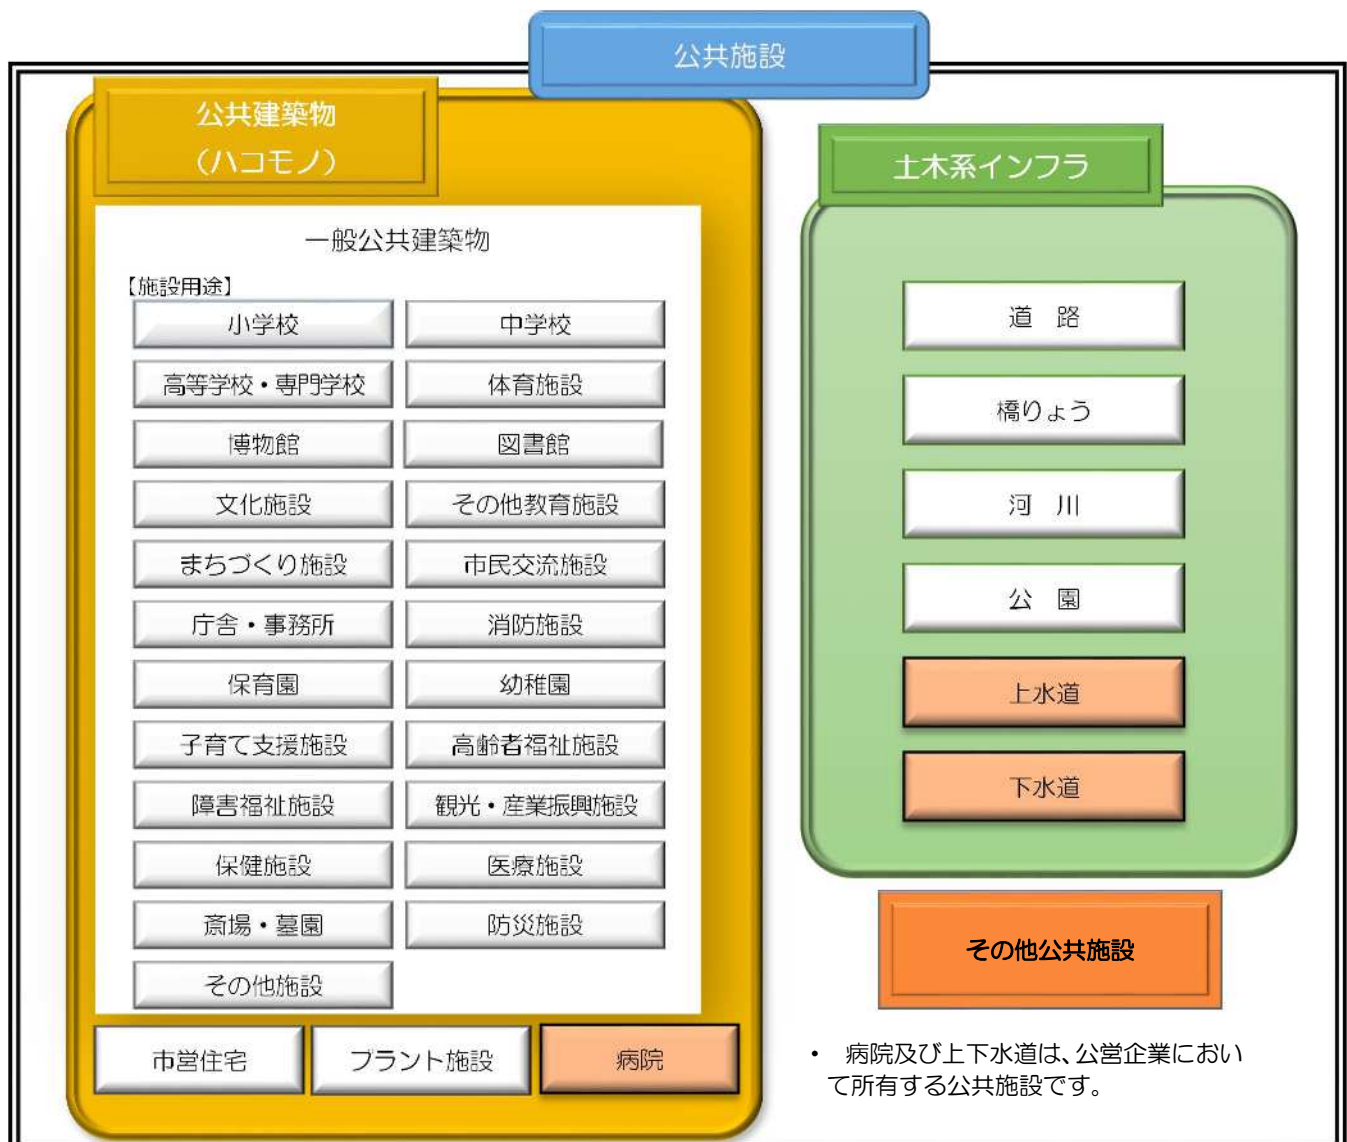 公共施設
公共建築物
（ハコモノ）
一般公共建築物
【施設用途】
小学校
中学校
高等学校・専門学校
体育施設
博物館
図書館
文化施設
その他教育施設
まちづくり施設
市民交流施設
庁舎・事務所
消防施設
保育園
幼稚園
子育て支援施設
高齢者福祉施設
障害福祉施設
観光・産業振興施設
保健施設
医療施設
斎場・墓園
防災施設
その他施設
市営住宅
プラント施設
病院
土木系インフラ
道　路
橋りょう
河　川
公　園
上水道
下水道
その他公共施設
・　病院及び上下水道は、公営企業におい
て所有する公共施設です。